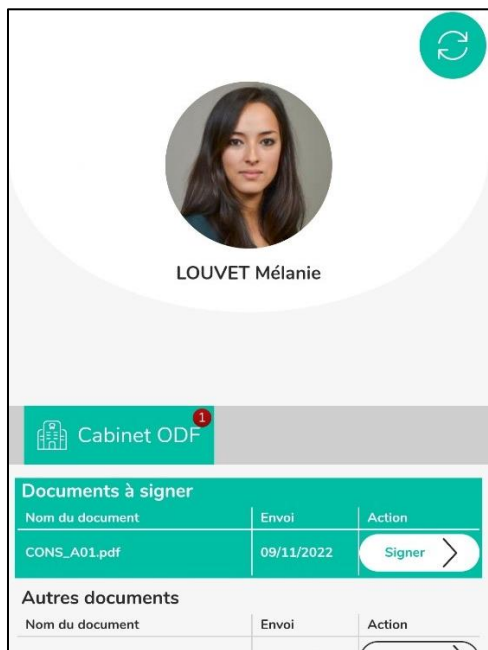 LOUVET Mélanie
1
Cabinet ODF
Documents à signer
Nom du document Envoi Action
CONS_A01.pdf 09/11/2022 Signer
Autres documents
Nom du document Envoi Action